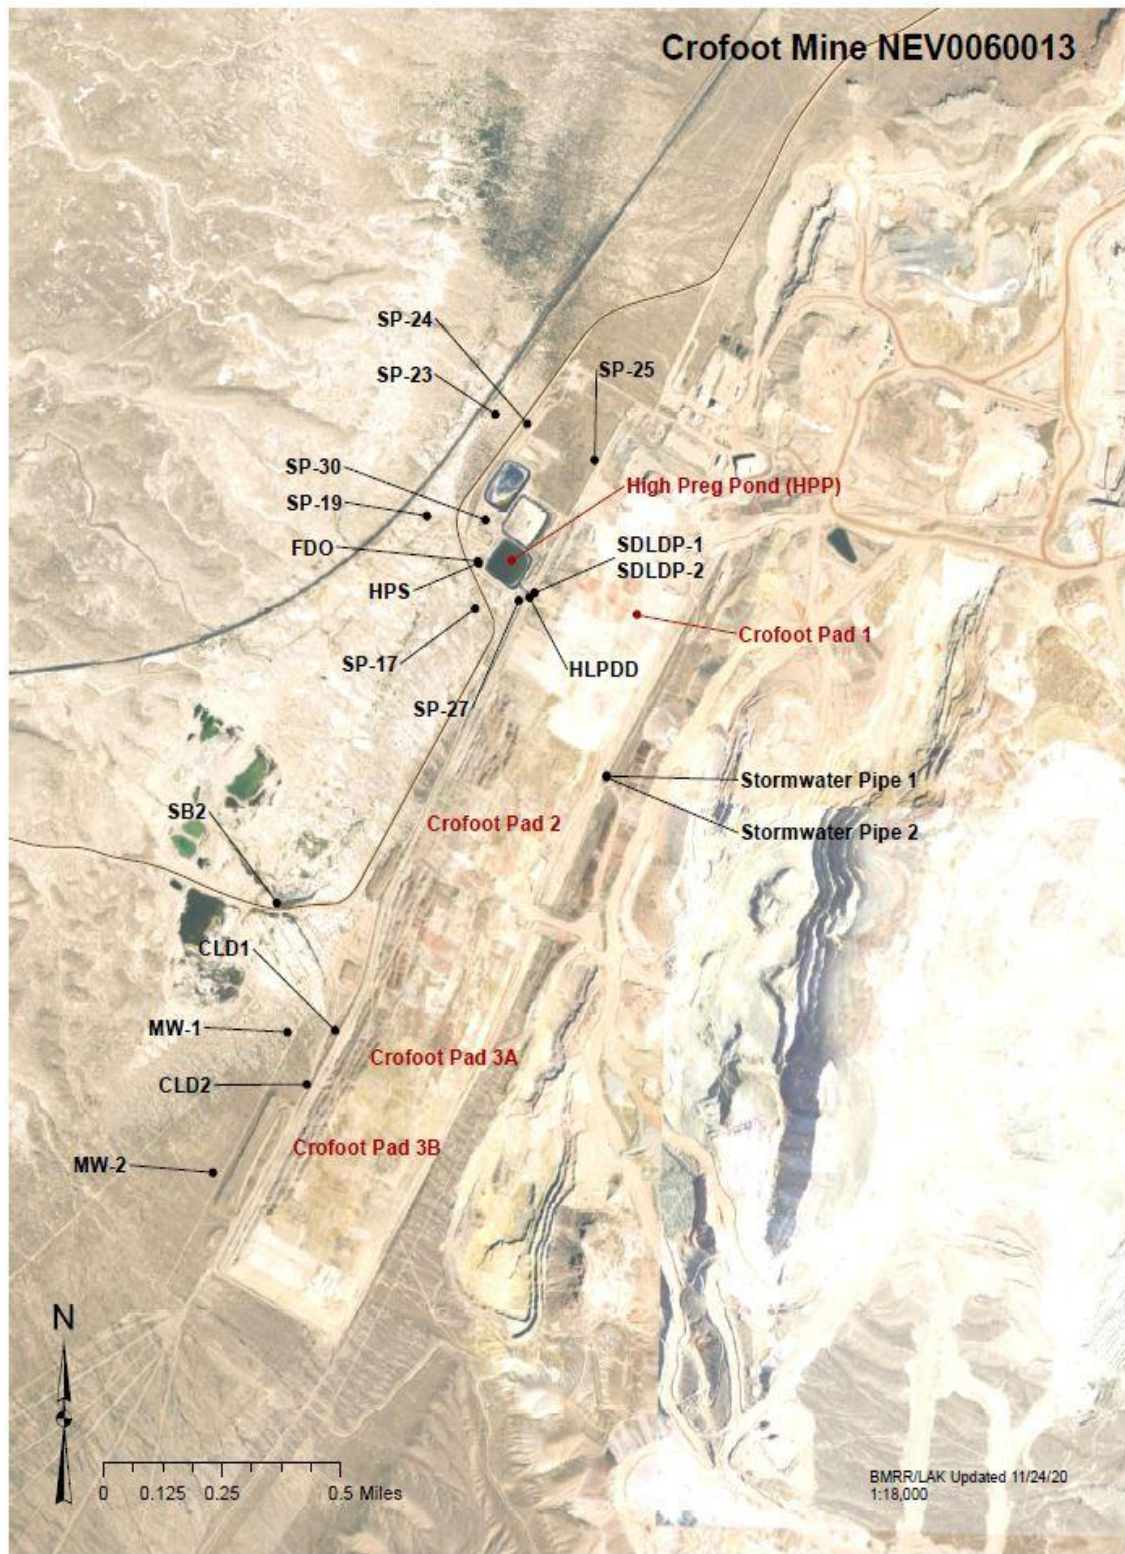 Crofoot Mine NEV0060013
SP-24
SP-23
SP-25
SP-30
High Preg Pond (HPP)
SP-19
FDO
SDLDP-1
SDLDP-2
HPS
Crofoot Pad 1
SP-17
HLPDD
SP-27
Stormwater Pipe 1
SB2
Crofoot Pad 2
Stormwater Pipe 2
CLD1
MW-1
Crofoot Pad 3A
CLD2
Crofoot Pad 3B
MW-2
N
0 0.125 0.25 0.5 Miles
BMRR/LAK Updated 11/24/20
1:18,000